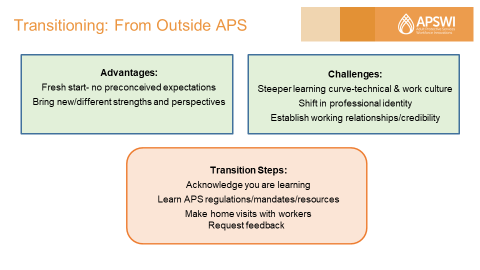 Transitioning: From Outside APS
APSWI
Advantages:
Fresh start- no preconceived expectations
Bring new/different strengths and perspectives
Challenges:
Steeper learning curve-technical & work culture
Shift in professional identity
Establish working relationships/credibility
Transition Steps:
Acknowledge you are learning
Learn APS regulations/mandates/resources
Make home visits with workers
Request feedback